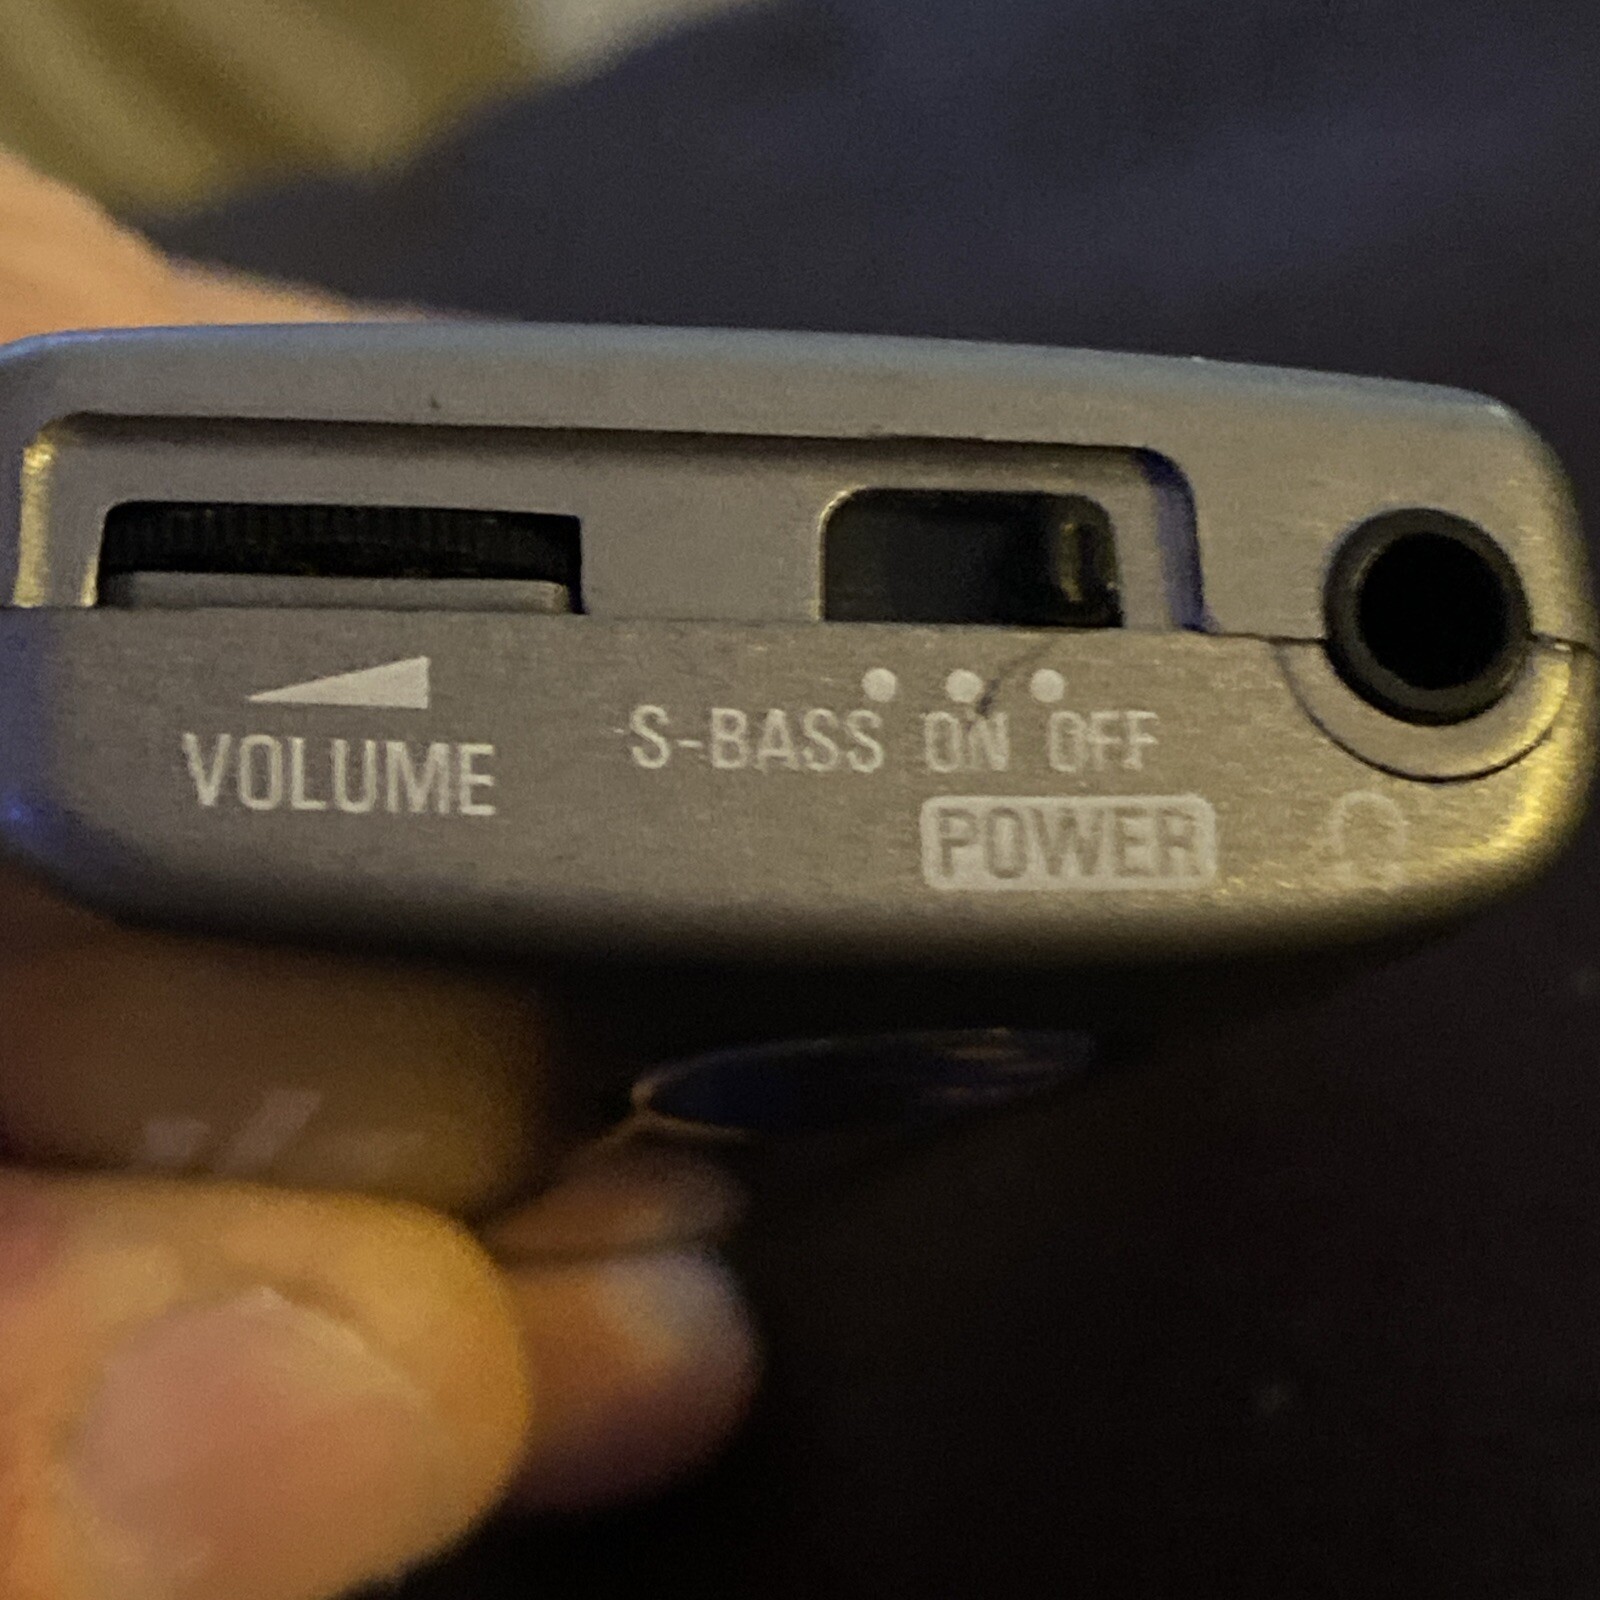 VOLUME
S-BASS ON OFF
POWER